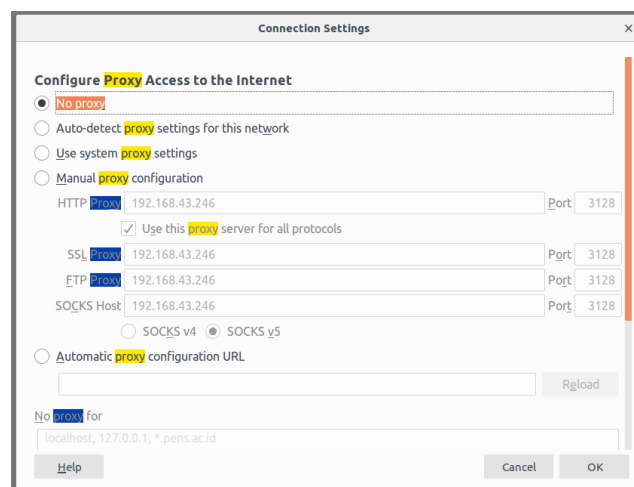 Connection Settings
Configure Proxy Access to the Internet
No proxy
Auto-detect proxy settings for this network
Use system proxy settings
Manual proxy configuration
HTTP Proxy 192.168.43.246 Port 3128
Use this proxy server for all protocols
SSL Proxy 192.168.43.246 Port 3128
FTP Proxy 192.168.43.246 Port 3128
SOCKS Host 192.168.43.246 Port 3128
SOCKS v4 SOCKS v5
Automatic proxy configuration URL
Reload
No proxy for
localhost, 127.0.0.1, *.pens.ac.id
Help Cancel OK